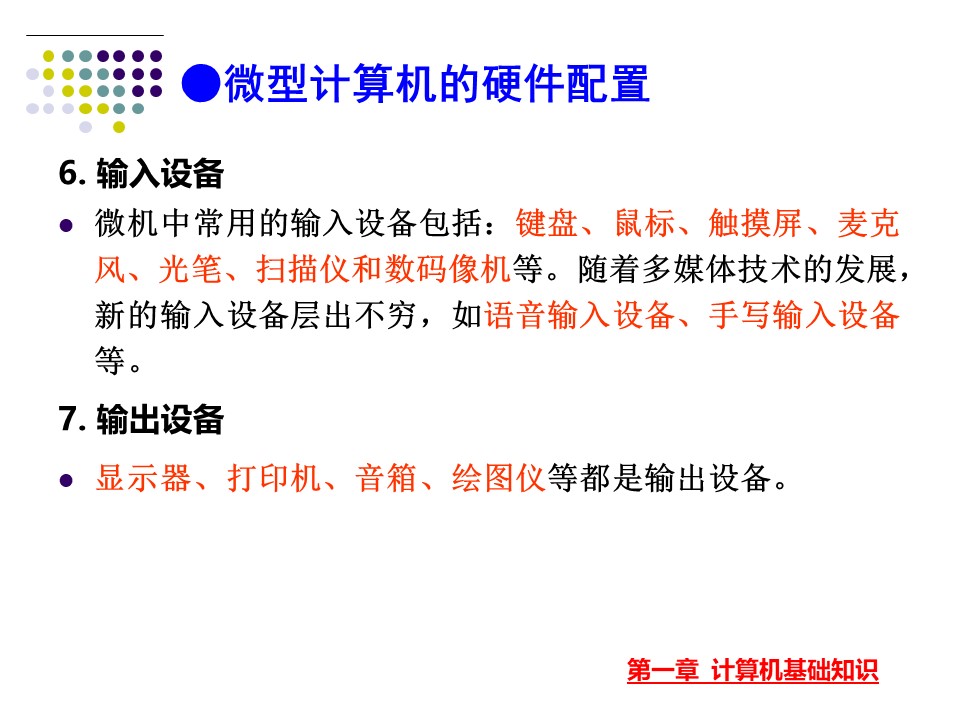 ●微型计算机的硬件配置
6. 输入设备
● 微机中常用的输入设备包括：键盘、鼠标、触摸屏、麦克
风、光笔、扫描仪和数码像机等。随着多媒体技术的发展，
新的输入设备层出不穷，如语音输入设备、手写输入设备
等。
7. 输出设备
● 显示器、打印机、音箱、绘图仪等都是输出设备。
第一章 计算机基础知识